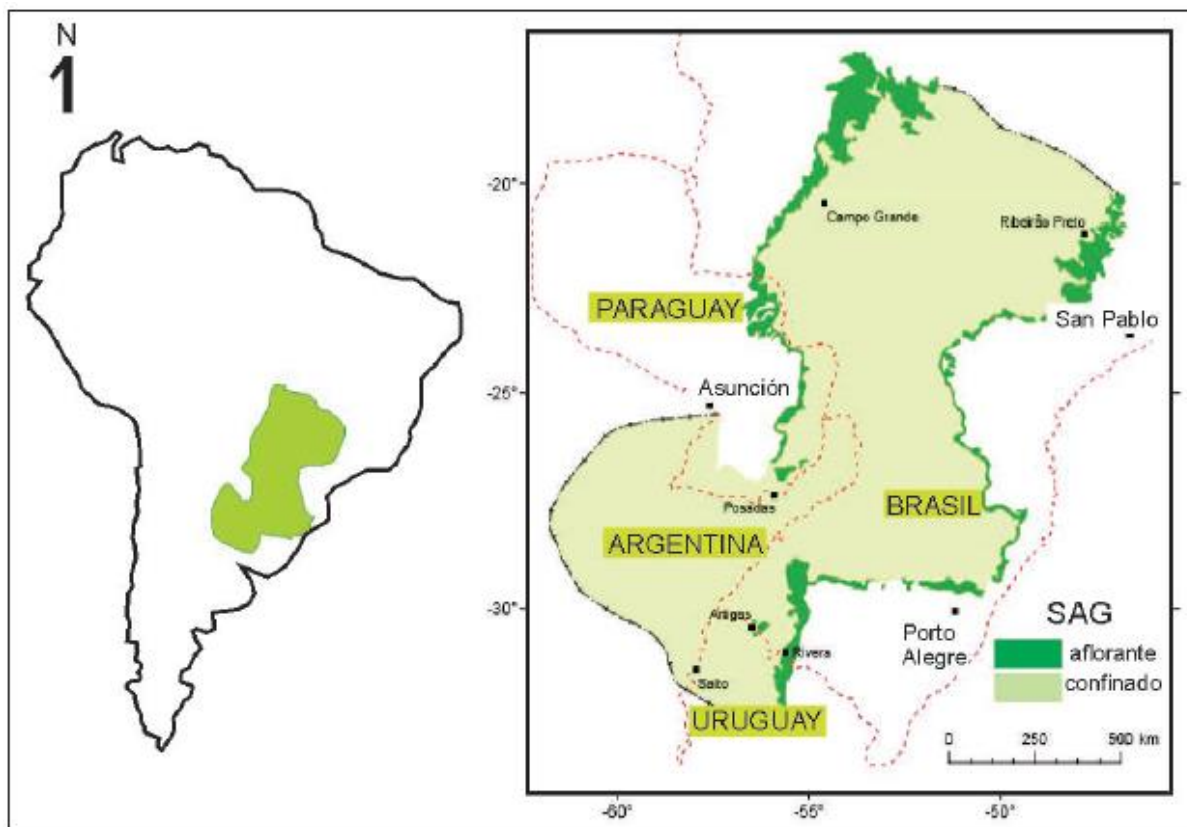 N
1
-20°
-25°
-30°
-60°
-55°
-50°
Campo Grande
Ribeirão Preto
PARAGUAY
San Pablo
Asunción
Posadas
BRASIL
ARGENTINA
Artigas
Rivera
Salto
URUGUAY
Porto
Alegre
SAG
aflorante
confinado
0 250 500 km